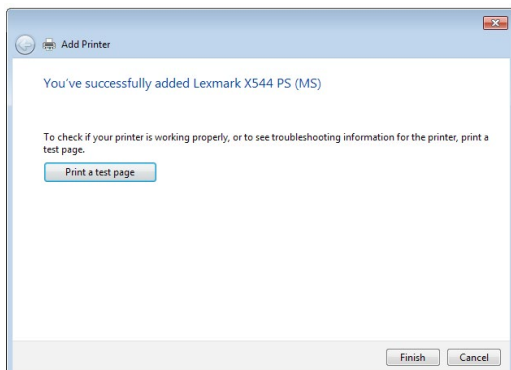 Add Printer
You've successfully added Lexmark X544 PS (MS)
To check if your printer is working properly, or to see troubleshooting information for the printer, print a
test page.
Print a test page
Finish Cancel